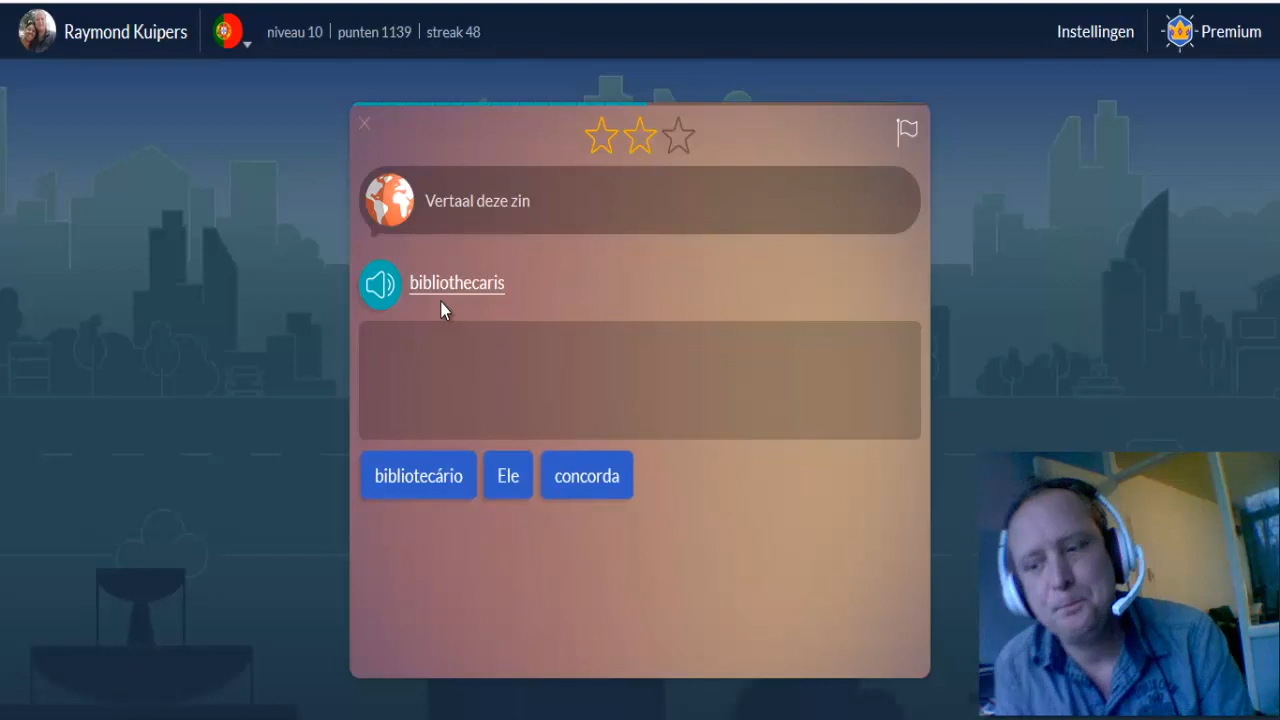 Raymond Kuipers
niveau 10 | punten 1139 | streak 48
Instellingen
Premium
Vertaal deze zin
bibliothecaris
bibliotecário
Ele
concorda